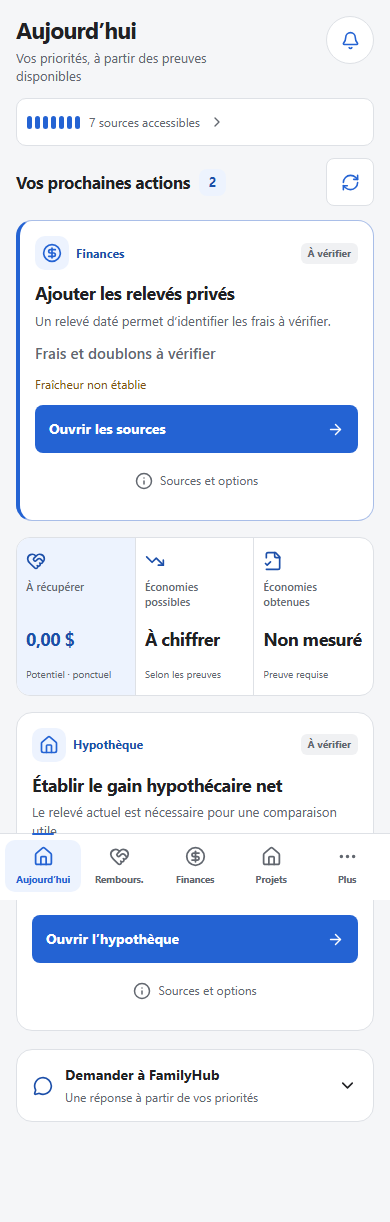 Aujourd’hui
Vos priorités, à partir des preuves
disponibles
7 sources accessibles
Vos prochaines actions 2
Finances
À vérifier
Ajouter les relevés privés
Un relevé daté permet d’identifier les frais à vérifier.
Frais et doublons à vérifier
Fraîcheur non établie
Ouvrir les sources
Sources et options
À récupérer
0,00 $
Potentiel · ponctuel
Économies
possibles
À chiffrer
Selon les preuves
Économies
obtenues
Non mesuré
Preuve requise
Hypothèque
À vérifier
Établir le gain hypothécaire net
Le relevé actuel est nécessaire pour une comparaison
utile
Aujourd’hui
Rembours.
Finances
Projets
Plus
Ouvrir l’hypothèque
Sources et options
Demander à FamilyHub
Une réponse à partir de vos priorités